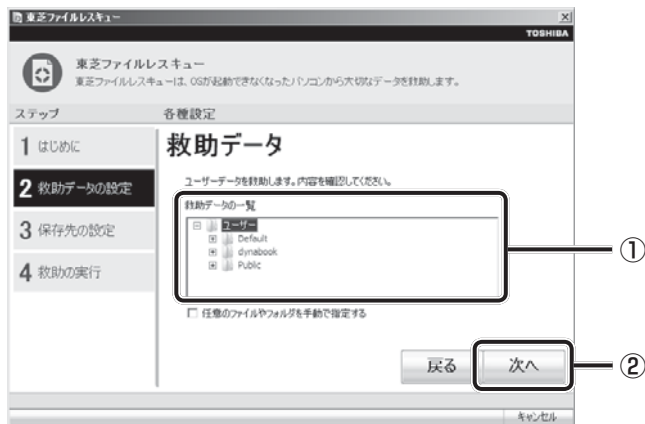 東芝ファイルレスキュー
TOSHIBA
東芝ファイルレスキュー
東芝ファイルレスキューは、OSが起動できなくなったパソコンから大切なデータを救助します。
ステップ
各種設定
1 はじめに
2 救助データの設定
3 保存先の設定
4 救助の実行
救助データ
ユーザーデータを救助します。内容を確認してください。
救助データの一覧
ユーザー
Default
dynabook
Public
任意のファイルやフォルダを手動で指定する
戻る
次へ
キャンセル
①
②